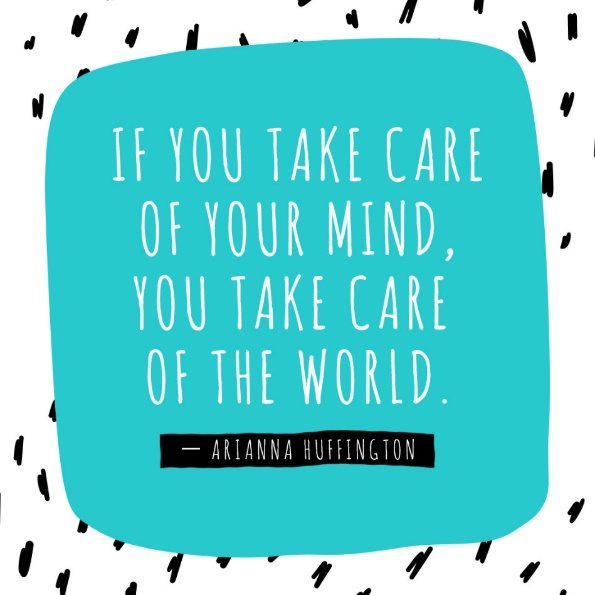 IF YOU TAKE CARE
OF YOUR MIND,
YOU TAKE CARE
OF THE WORLD.
— ARIANNA HUFFINGTON